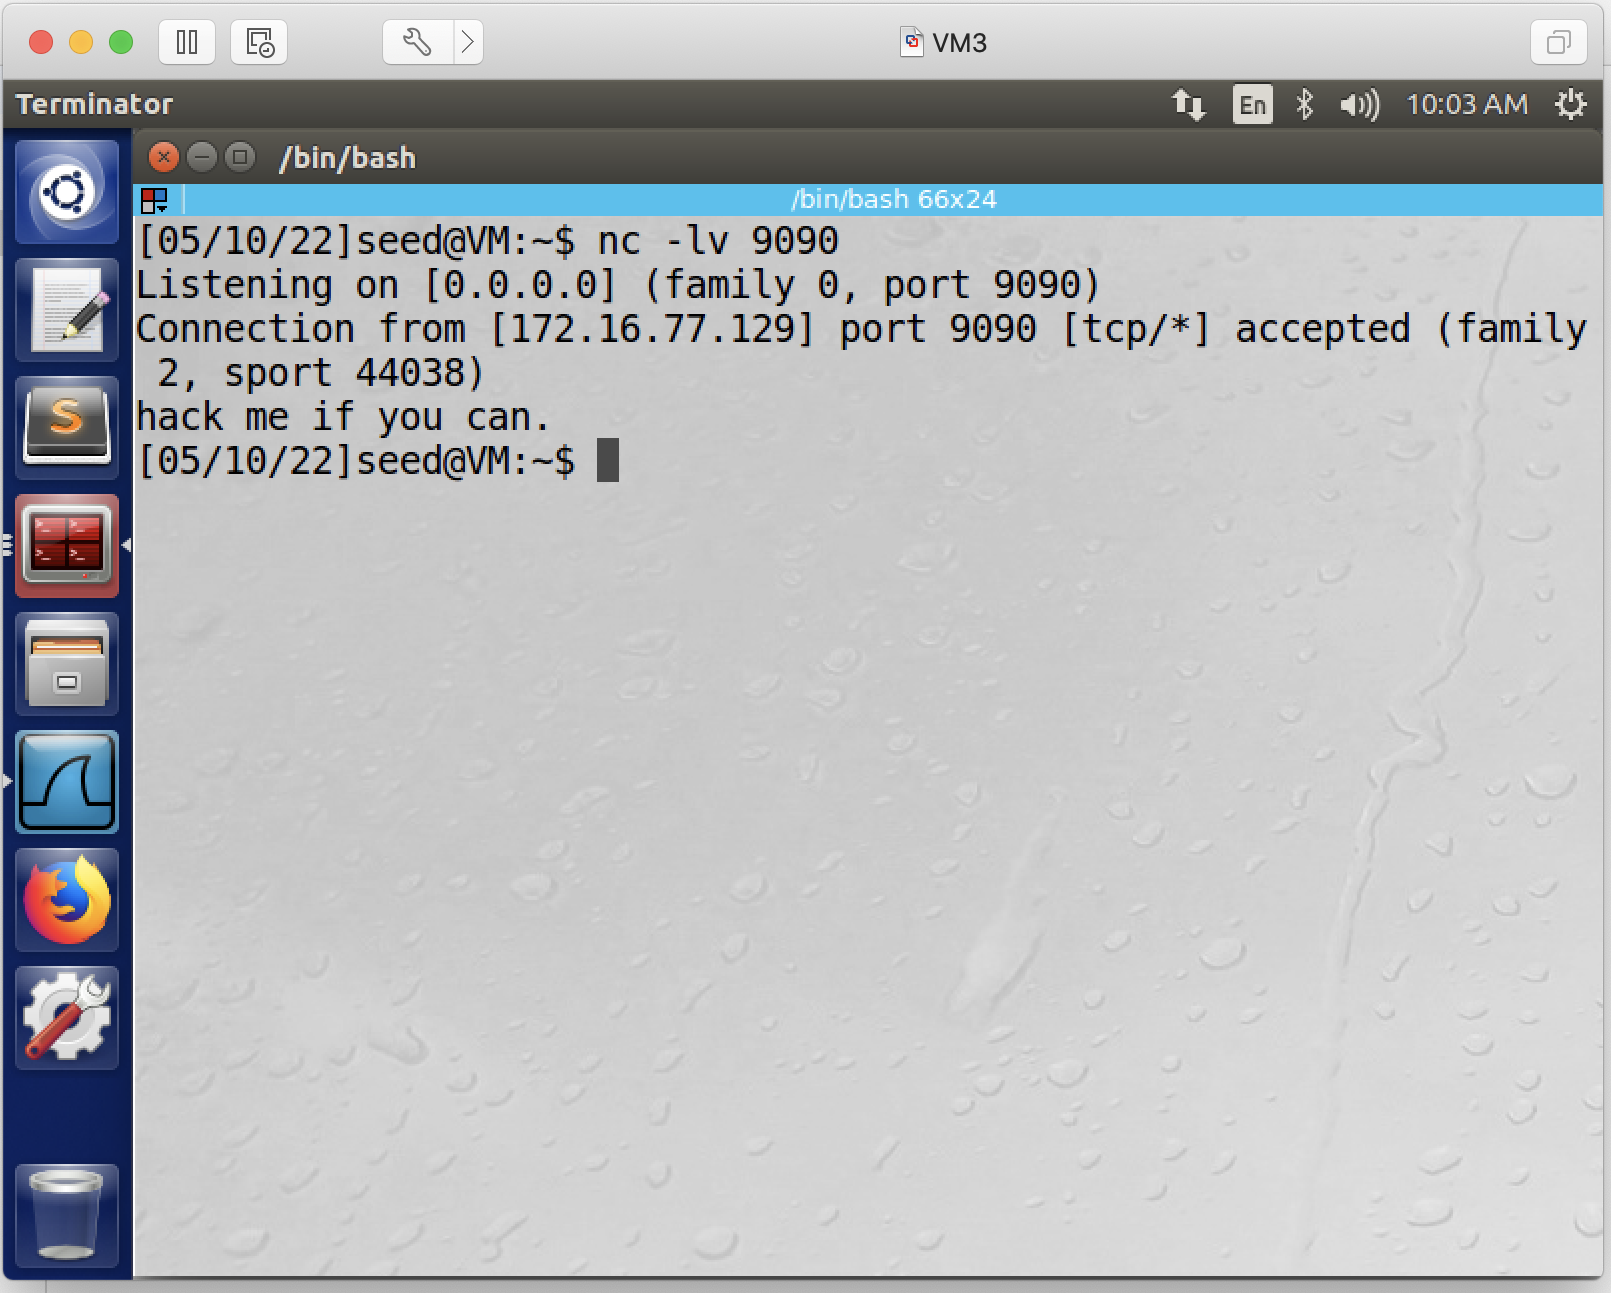 VM3
Terminator
En
10:03 AM
/bin/bash
/bin/bash 66x24
[05/10/22]seed@VM:~$ nc -lv 9090
Listening on [0.0.0.0] (family 0, port 9090)
Connection from [172.16.77.129] port 9090 [tcp/*] accepted (family
 2, sport 44038)
hack me if you can.
[05/10/22]seed@VM:~$